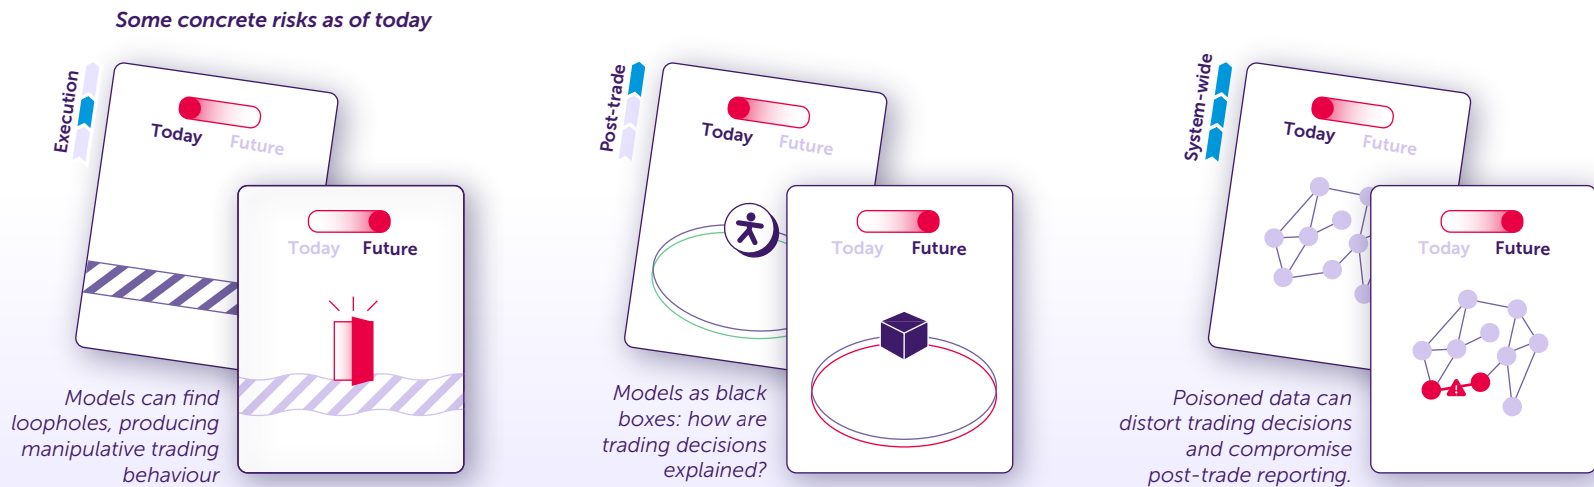 Some concrete risks as of today
Execution
Today
Future
Today
Future
Models can find
loopholes, producing
manipulative trading
behaviour
Post-trade
Today
Future
Today
Future
Models as black
boxes: how are
trading decisions
explained?
System-wide
Today
Future
Today
Future
Poisoned data can
distort trading decisions
and compromise
post-trade reporting.